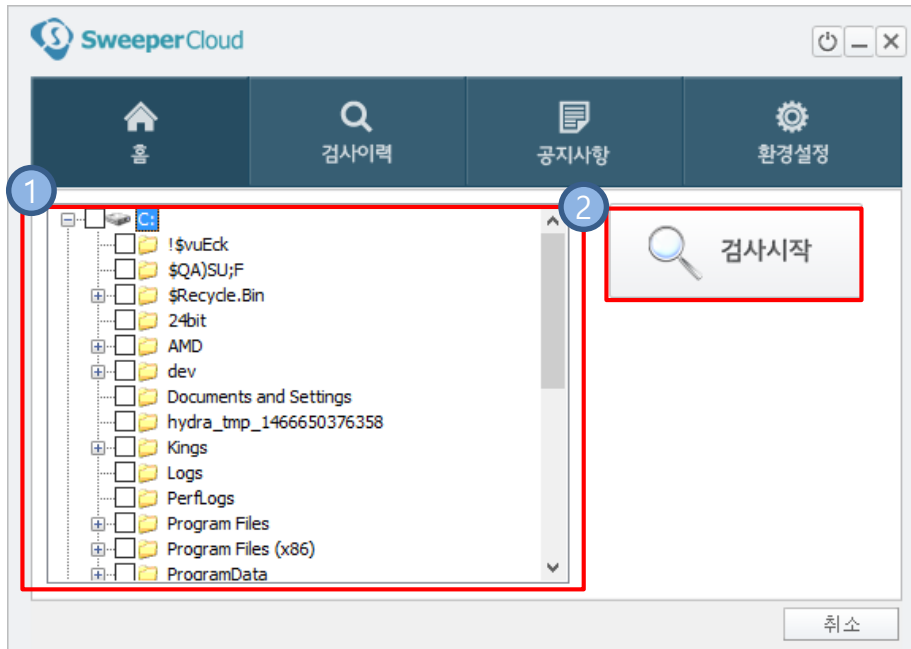 SweeperCloud
홈 검사이력 공지사항 환경설정
1
2
C:
!$vuEck
$QA)SU;F
$Recycle.Bin
24bit
AMD
dev
Documents and Settings
hydra_tmp_1466650376358
Kings
Logs
PerfLogs
Program Files
Program Files (x86)
ProgramData
검사시작
취소